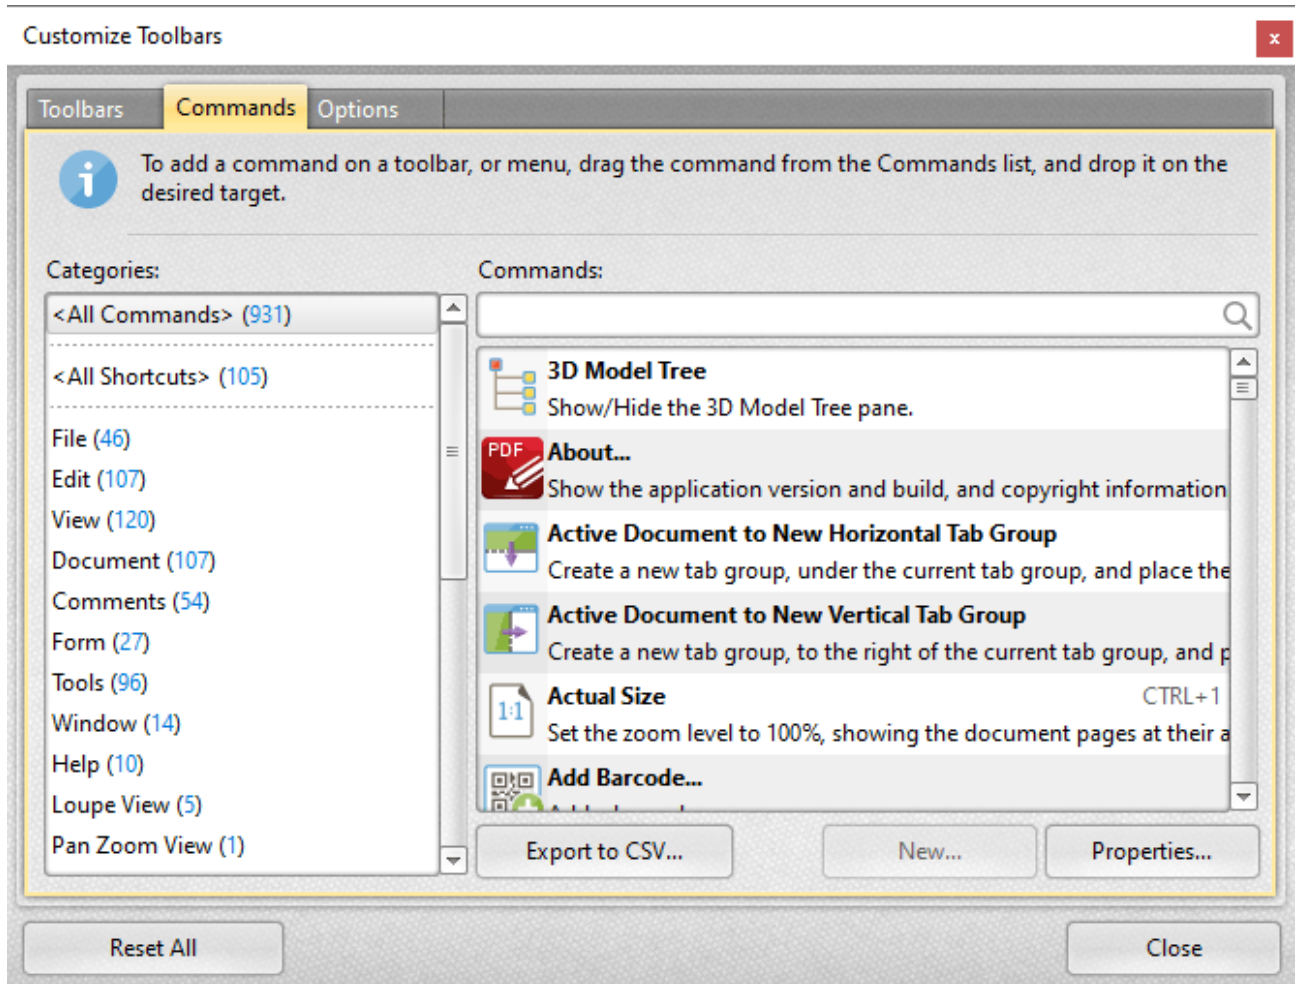 Customize Toolbars
x
Toolbars
Commands
Options
To add a command on a toolbar, or menu, drag the command from the Commands list, and drop it on the
desired target.
Categories:
<All Commands> (931)
<All Shortcuts> (105)
File (46)
Edit (107)
View (120)
Document (107)
Comments (54)
Form (27)
Tools (96)
Window (14)
Help (10)
Loupe View (5)
Pan Zoom View (1)
Commands:
3D Model Tree
Show/Hide the 3D Model Tree pane.
PDF
About...
Show the application version and build, and copyright information
Active Document to New Horizontal Tab Group
Create a new tab group, under the current tab group, and place the
Active Document to New Vertical Tab Group
Create a new tab group, to the right of the current tab group, and p
1:1
Actual Size CTRL+1
Set the zoom level to 100%, showing the document pages at their a
Add Barcode...
Export to CSV...
New...
Properties...
Reset All
Close